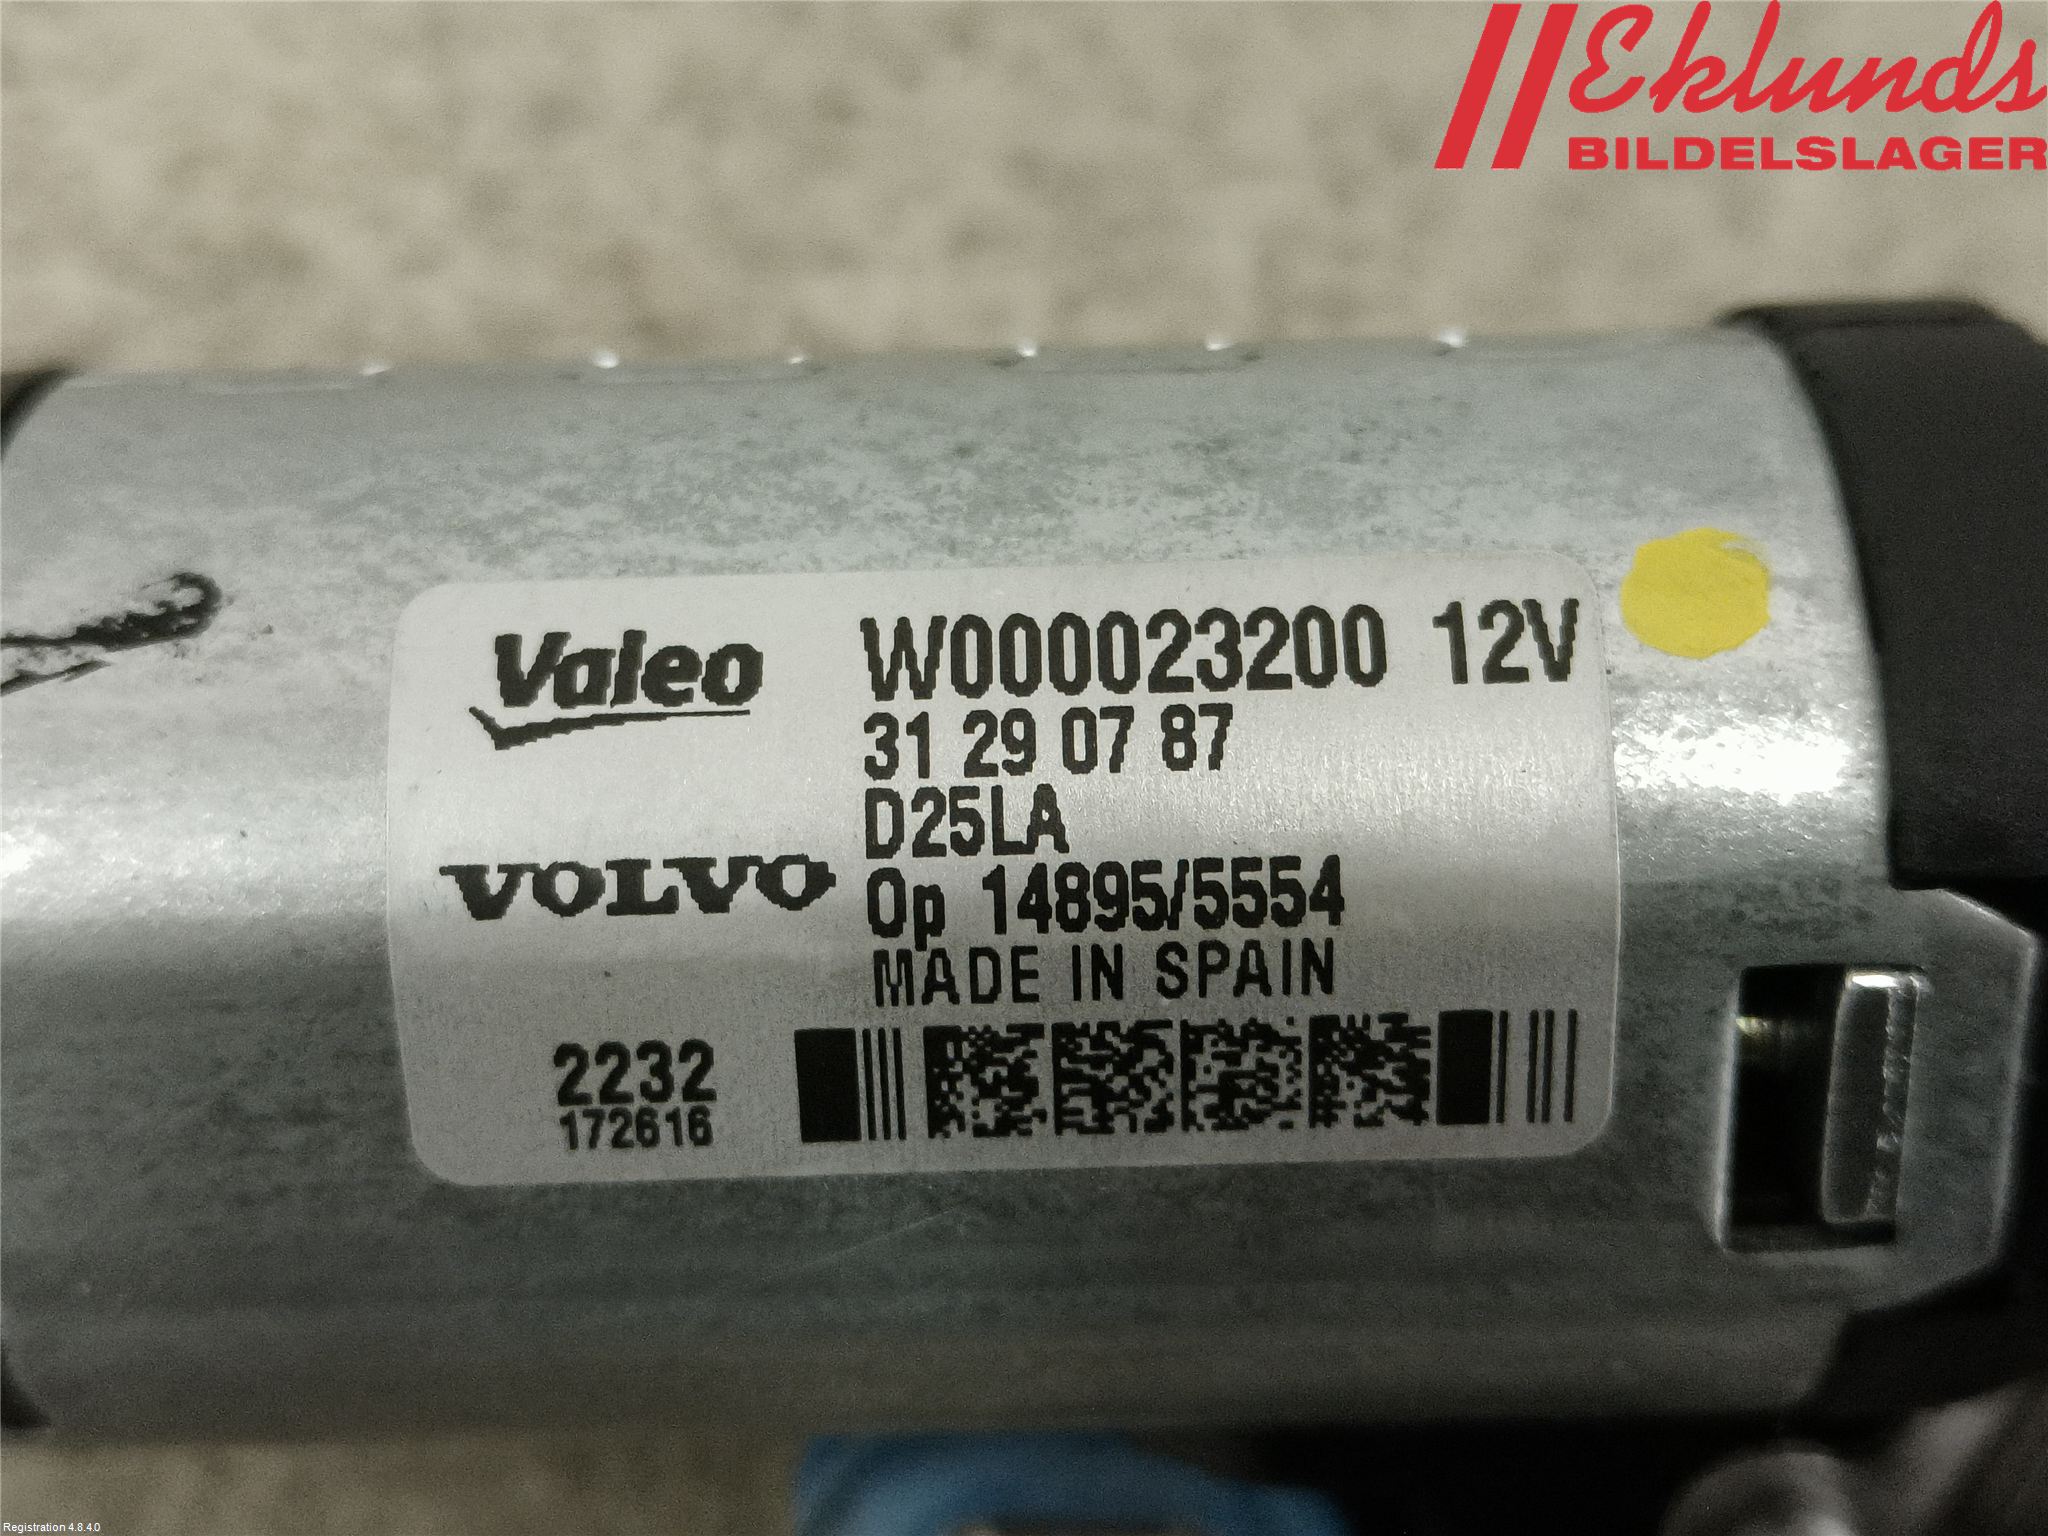 Eklunds
BILDELSLAGER
Valeo
W000023200 12V
31 29 07 87
D25LA
VOLVO
Op 14895/5554
MADE IN SPAIN
2232
172616
Registration 4.8.4.0